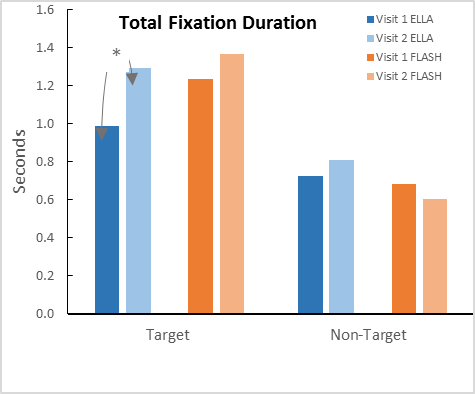 Total Fixation Duration
Visit 1 ELLA
Visit 2 ELLA
Visit 1 FLASH
Visit 2 FLASH
*
Seconds
1.6
1.4
1.2
1.0
0.8
0.6
0.4
0.2
0.0
Target
Non-Target